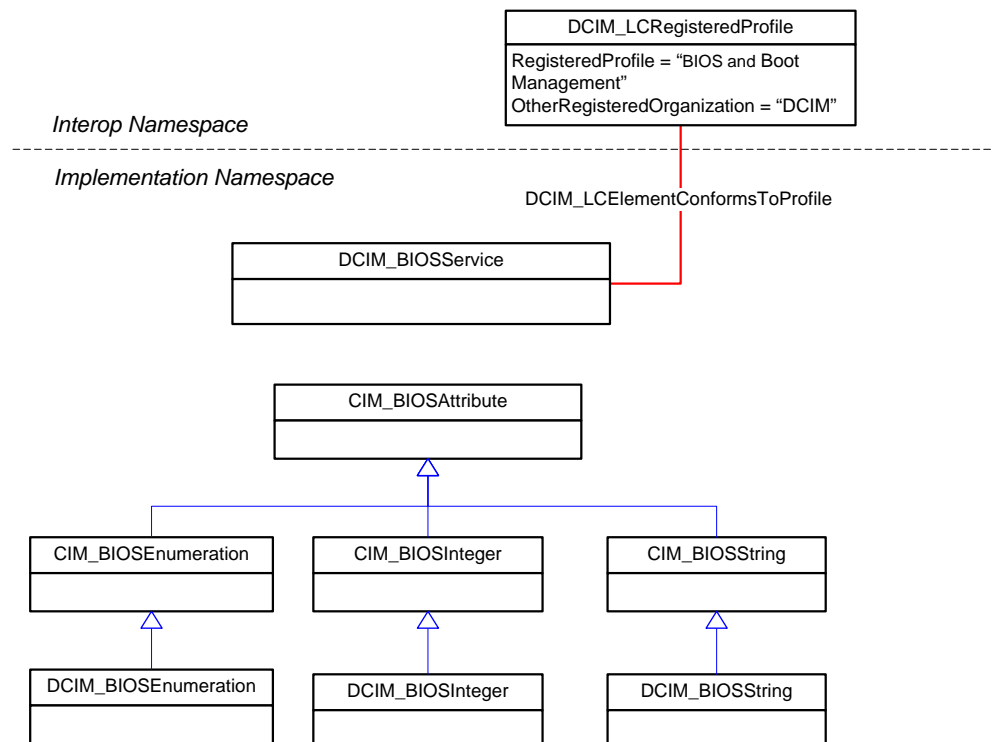 DCIM_LCRegisteredProfile
RegisteredProfile = “BIOS and Boot
Management”
OtherRegisteredOrganization = “DCIM”
Interop Namespace
Implementation Namespace
DCIM_LCElementConformsToProfile
DCIM_BIOSService
CIM_BIOSAttribute
CIM_BIOSEnumeration
CIM_BIOSInteger
CIM_BIOSString
DCIM_BIOSEnumeration
DCIM_BIOSInteger
DCIM_BIOSString